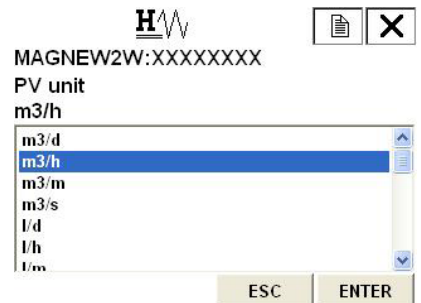 H
MAGNEW2W:XXXXXXXX
PV unit
m3/h
m3/d
m3/h
m3/m
m3/s
l/d
l/h
l/m
ESC ENTER